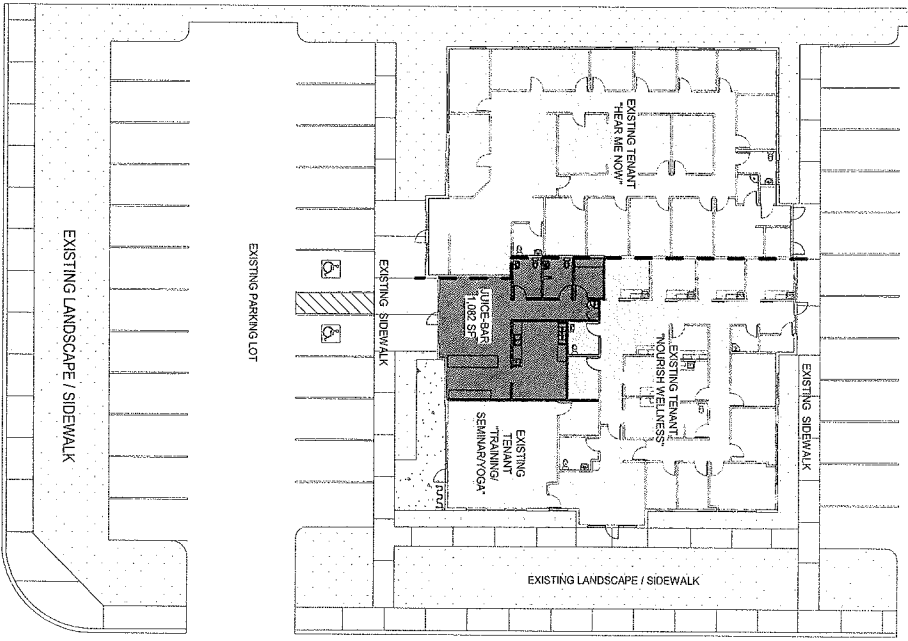 EXISTING TENANT
"HEAR ME NOW"
EXISTING LANDSCAPE / SIDEWALK
EXISTING PARKING LOT
EXISTING SIDEWALK
JUICE-BAR
1,082 SF
EXISTING TENANT
"NOURISH WELLNESS"
EXISTING SIDEWALK
EXISTING
TENANT
"TRAINING/
SEMINAR/YOGA"
EXISTING LANDSCAPE / SIDEWALK